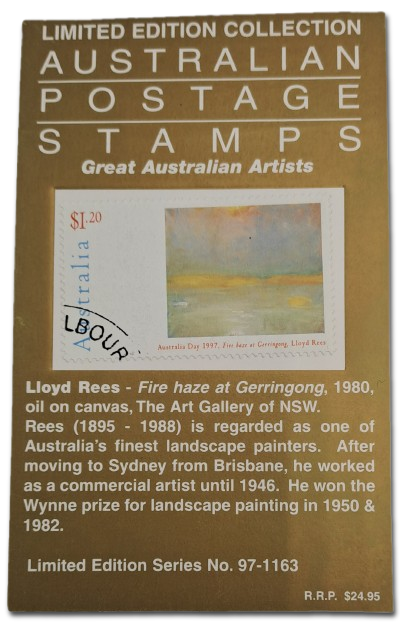 LIMITED EDITION COLLECTION
AUSTRALIAN
POSTAGE
STAMPS
Great Australian Artists
$1.20
Australia
LBOUR
Australia Day 1997, Fire haze at Gerringong, Lloyd Rees
Lloyd Rees - Fire haze at Gerringong, 1980,
oil on canvas, The Art Gallery of NSW.
Rees (1895 - 1988) is regarded as one of
Australia's finest landscape painters. After
moving to Sydney from Brisbane, he worked
as a commercial artist until 1946. He won the
Wynne prize for landscape painting in 1950 &
1982.
Limited Edition Series No. 97-1163
R.R.P. $24.95